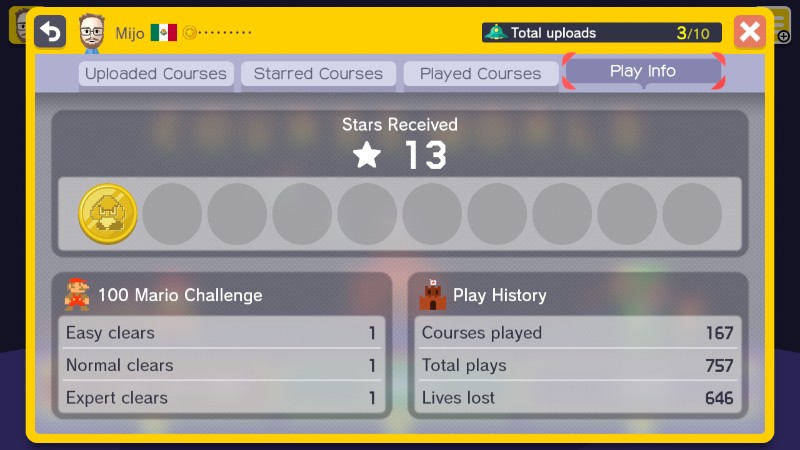 Mijo
Total uploads 3/10
Uploaded Courses
Starred Courses
Played Courses
Play Info
Stars Received
★ 13
100 Mario Challenge
Easy clears 1
Normal clears 1
Expert clears 1
Play History
Courses played 167
Total plays 757
Lives lost 646